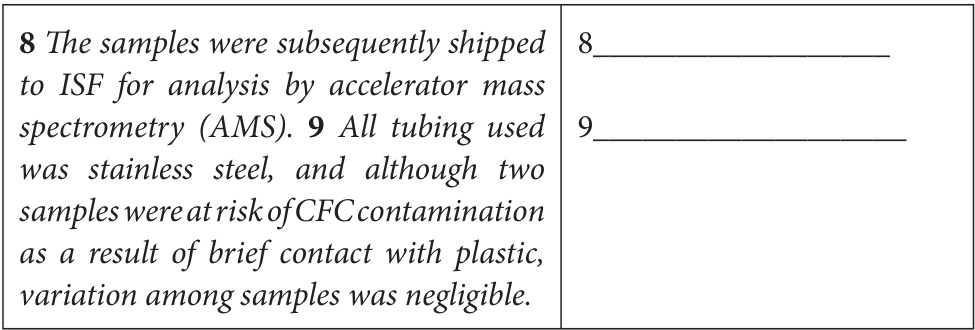 8 The samples were subsequently shipped
to ISF for analysis by accelerator mass
spectrometry (AMS). 9 All tubing used
was stainless steel, and although two
samples were at risk of CFC contamination
as a result of brief contact with plastic,
variation among samples was negligible.
8__________________
9___________________